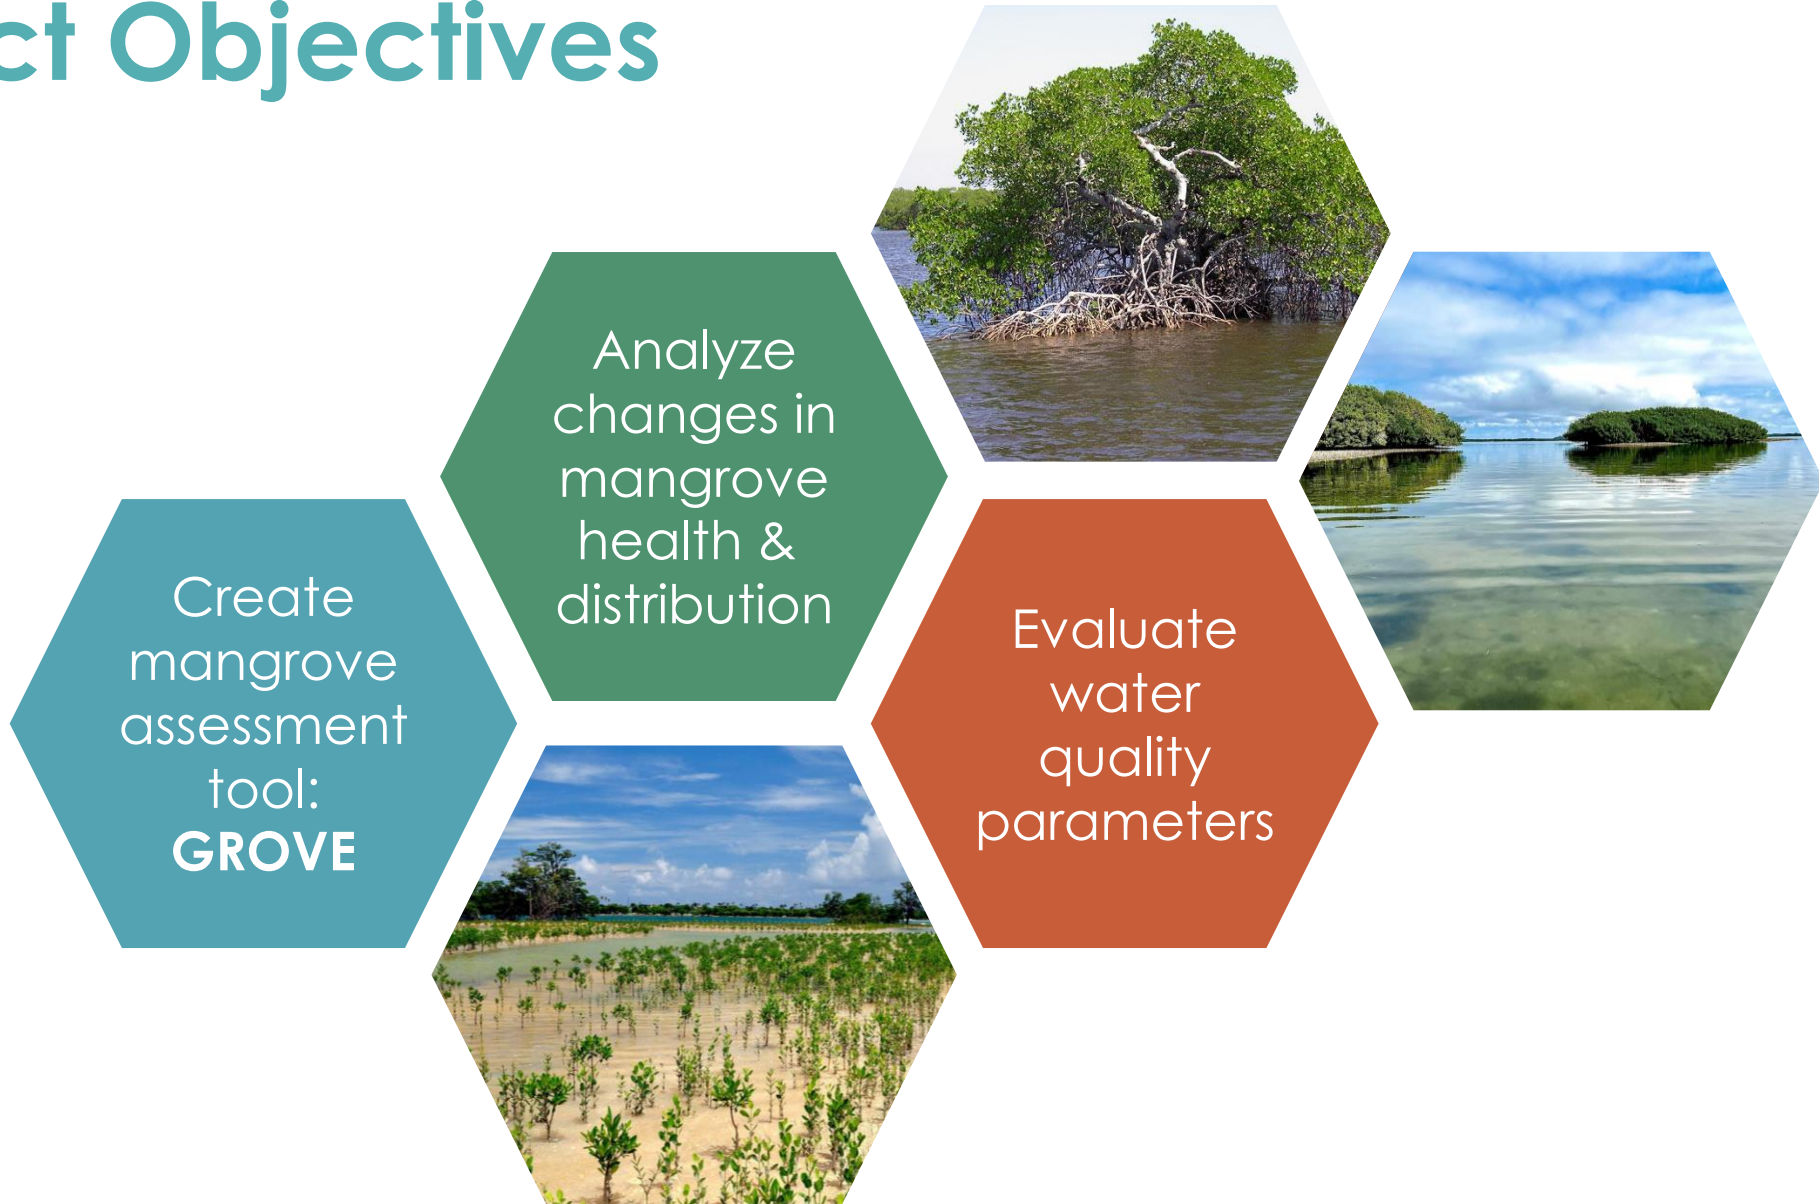 ct Objectives
Analyze
changes in
mangrove
health &
distribution
Create
mangrove
assessment
tool:
GROVE
Evaluate
water
quality
parameters